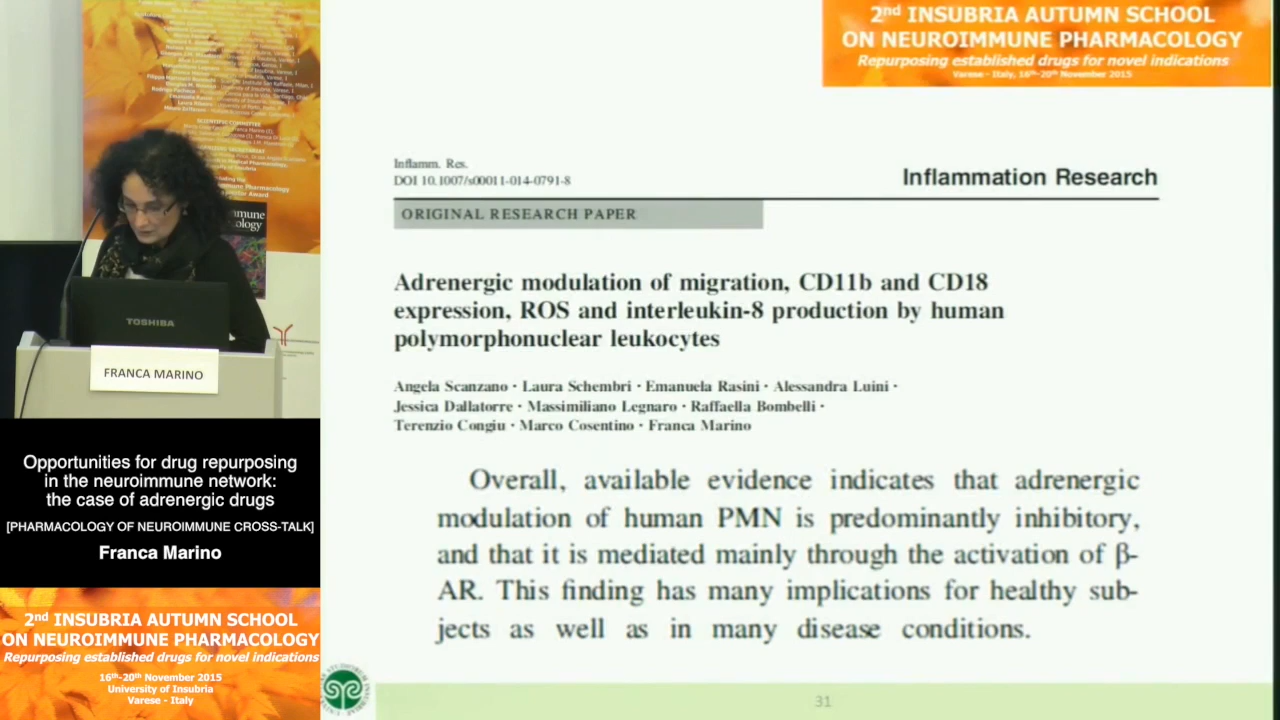 2nd INSUBRIA AUTUMN SCHOOL
ON NEUROIMMUNE PHARMACOLOGY
Repurposing established drugs for novel indications
Varese - Italy, 16th-20th November 2015
Inflamm. Res.
DOI 10.1007/s00011-014-0791-8
Inflammation Research
ORIGINAL RESEARCH PAPER
Adrenergic modulation of migration, CD11b and CD18
expression, ROS and interleukin-8 production by human
polymorphonuclear leukocytes
Angela Scanzano · Laura Schembri · Emanuela Rasini · Alessandra Luini ·
Jessica Dallatorre · Massimiliano Legnaro · Raffaella Bombelli ·
Terenzio Congiu · Marco Cosentino · Franca Marino
Overall, available evidence indicates that adrenergic
modulation of human PMN is predominantly inhibitory,
and that it is mediated mainly through the activation of β-
AR. This finding has many implications for healthy sub-
jects as well as in many disease conditions.
31
SCIENTIFIC COMMITTEE
TOSHIBA
FRANCA MARINO
Opportunities for drug repurposing
in the neuroimmune network:
the case of adrenergic drugs
[PHARMACOLOGY OF NEUROIMMUNE CROSS-TALK]
Franca Marino
2nd INSUBRIA AUTUMN SCHOOL
ON NEUROIMMUNE PHARMACOLOGY
Repurposing established drugs for novel indications
16th-20th November 2015
University of Insubria
Varese - Italy